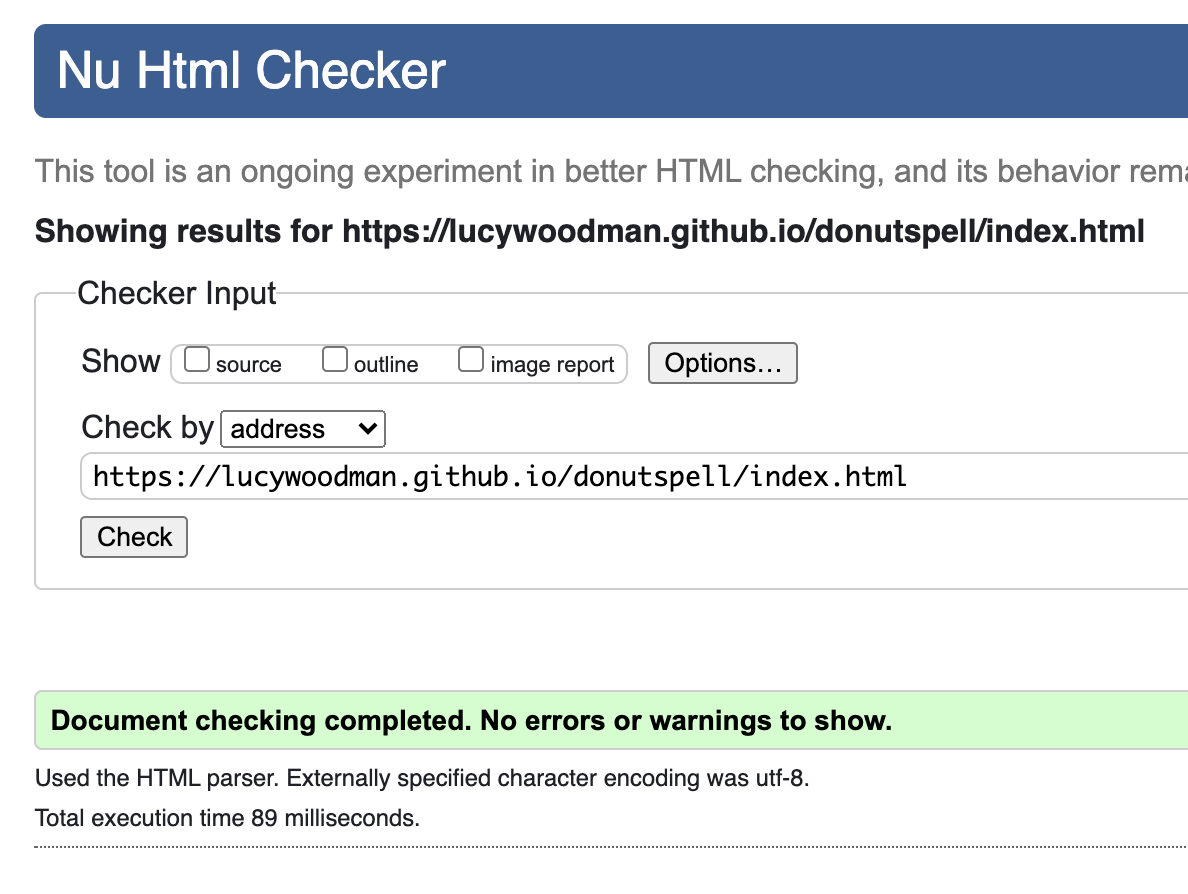 Nu Html Checker
This tool is an ongoing experiment in better HTML checking, and its behavior
Showing results for https://lucywoodman.github.io/donutspell/index.html
Checker Input
Show source outline image report Options…
Check by address
https://lucywoodman.github.io/donutspell/index.html
Check
Document checking completed. No errors or warnings to show.
Used the HTML parser. Externally specified character encoding was utf-8.
Total execution time 89 milliseconds.